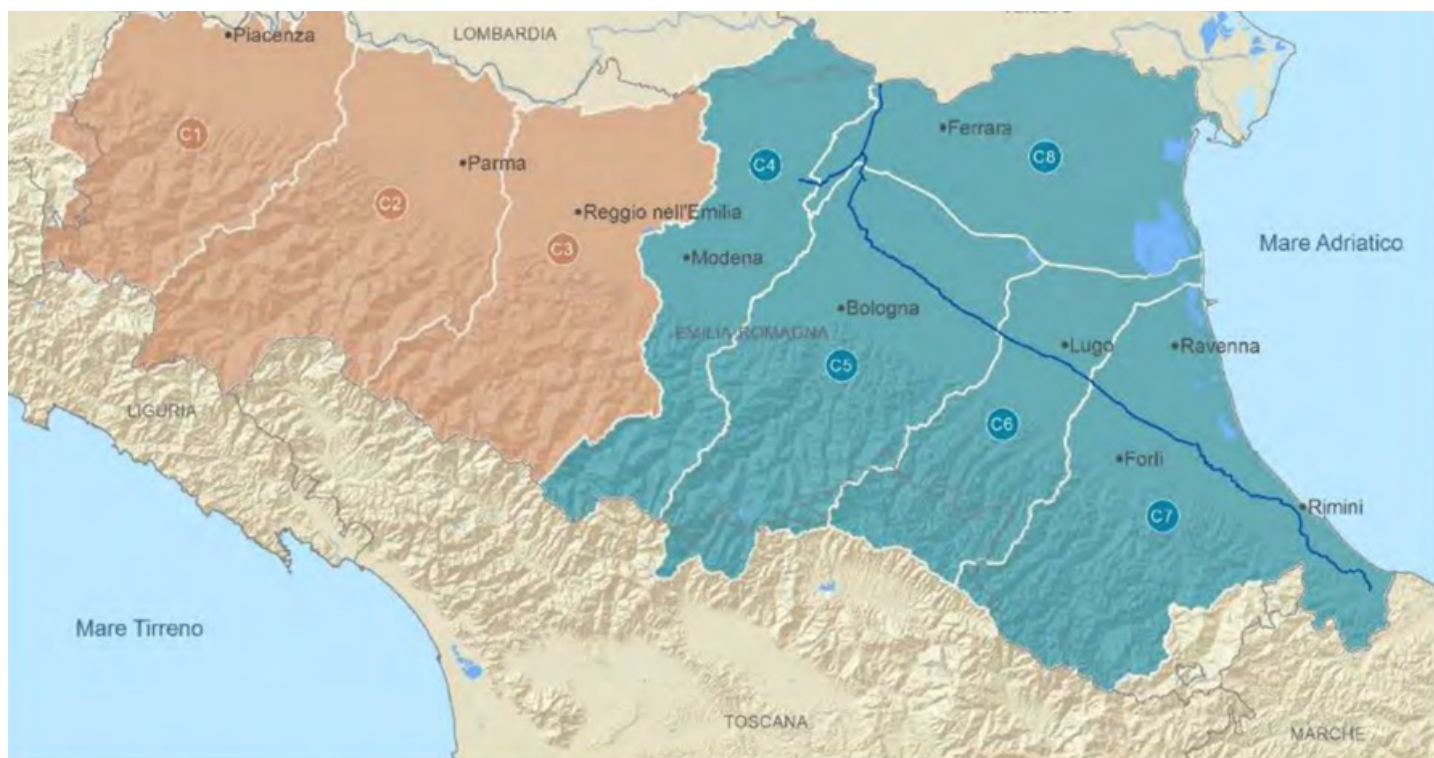 Piacenza
LOMBARDIA
C1
Parma
C2
Reggio nell'Emilia
C3
C4
Ferrara
C8
Modena
Mare Adriatico
Bologna
EMILIA-ROMAGNA
Lugo
Ravenna
C5
LIGURIA
C6
Forlì
Rimini
C7
Mare Tirreno
TOSCANA
MARCHE